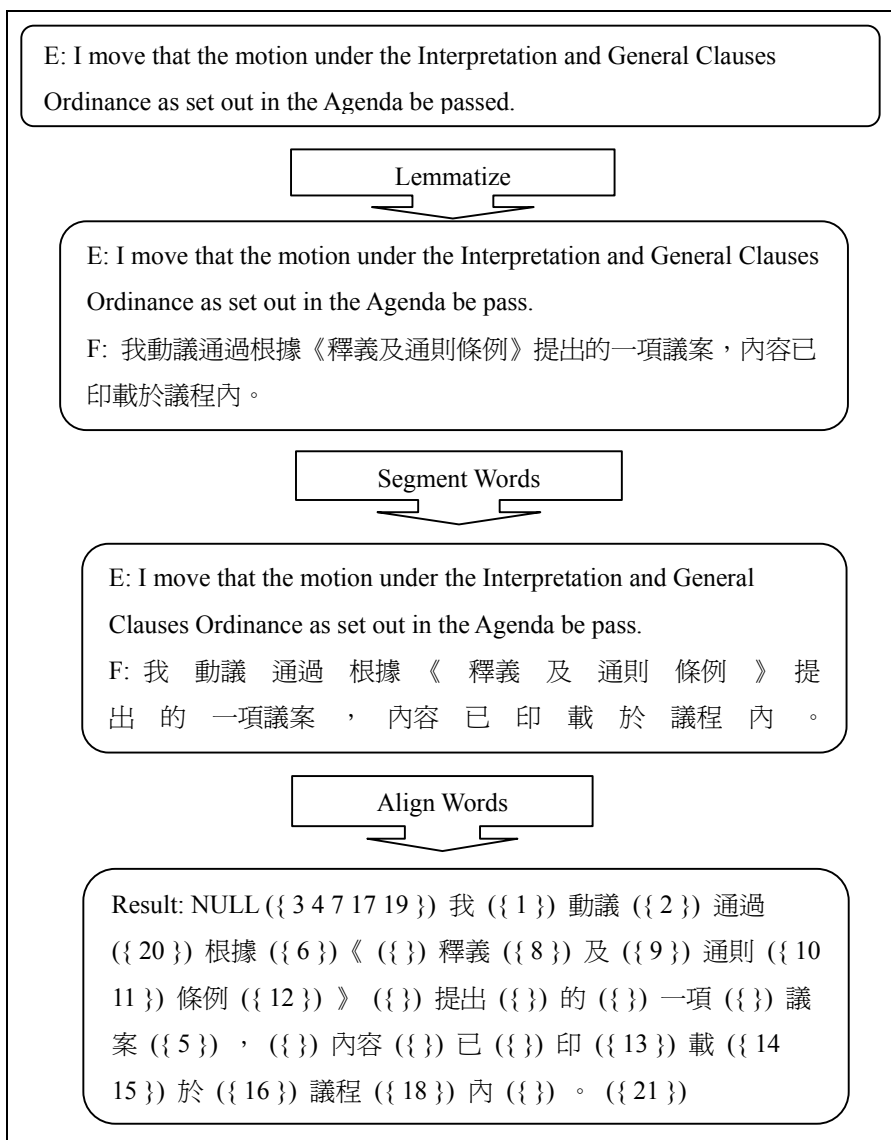 E: I move that the motion under the Interpretation and General Clauses
Ordinance as set out in the Agenda be passed.
Lemmatize
E: I move that the motion under the Interpretation and General Clauses
Ordinance as set out in the Agenda be pass.
F: 我動議通過根據《釋義及通則條例》提出的一項議案，內容已
印載於議程內。
Segment Words
E: I move that the motion under the Interpretation and General
Clauses Ordinance as set out in the Agenda be pass.
F: 我 動議 通過 根據 《 釋義 及 通則 條例 》 提
出 的 一項議案 ， 內容 已 印 載 於 議程 內 。
Align Words
Result: NULL ({ 3 4 7 17 19 }) 我 ({ 1 }) 動議 ({ 2 }) 通過
({ 20 }) 根據 ({ 6 }) 《 ({ }) 釋義 ({ 8 }) 及 ({ 9 }) 通則 ({ 10
11 }) 條例 ({ 12 }) 》 ({ }) 提出 ({ }) 的 ({ }) 一項 ({ }) 議
案 ({ 5 }) ， ({ }) 內容 ({ }) 已 ({ }) 印 ({ 13 }) 載 ({ 14
15 }) 於 ({ 16 }) 議程 ({ 18 }) 內 ({ }) 。 ({ 21 })